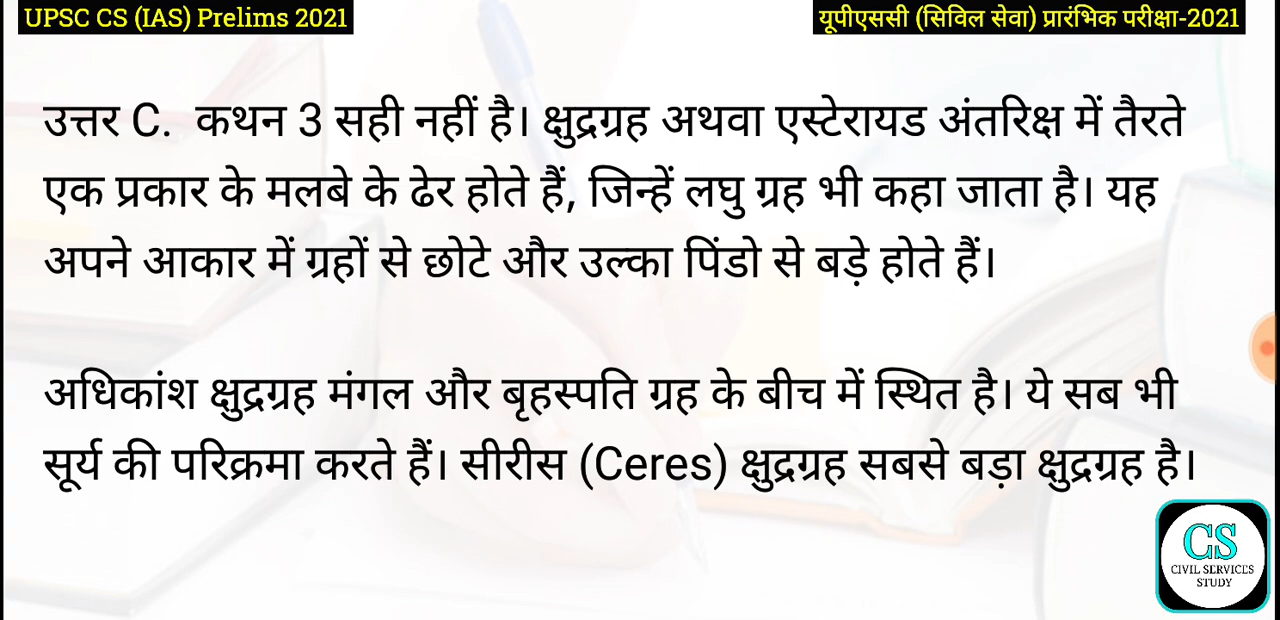 UPSC CS (IAS) Prelims 2021
यूपीएससी (सिविल सेवा) प्रारंभिक परीक्षा-2021
उत्तर C. कथन 3 सही नहीं है। क्षुद्रग्रह अथवा एस्टेरायड अंतरिक्ष में तैरते
एक प्रकार के मलबे के ढेर होते हैं, जिन्हें लघु ग्रह भी कहा जाता है। यह
अपने आकार में ग्रहों से छोटे और उल्का पिंडो से बड़े होते हैं।
अधिकांश क्षुद्रग्रह मंगल और बृहस्पति ग्रह के बीच में स्थित है। ये सब भी
सूर्य की परिक्रमा करते हैं। सीरीस (Ceres) क्षुद्रग्रह सबसे बड़ा क्षुद्रग्रह है।
CS
CIVIL SERVICES
STUDY